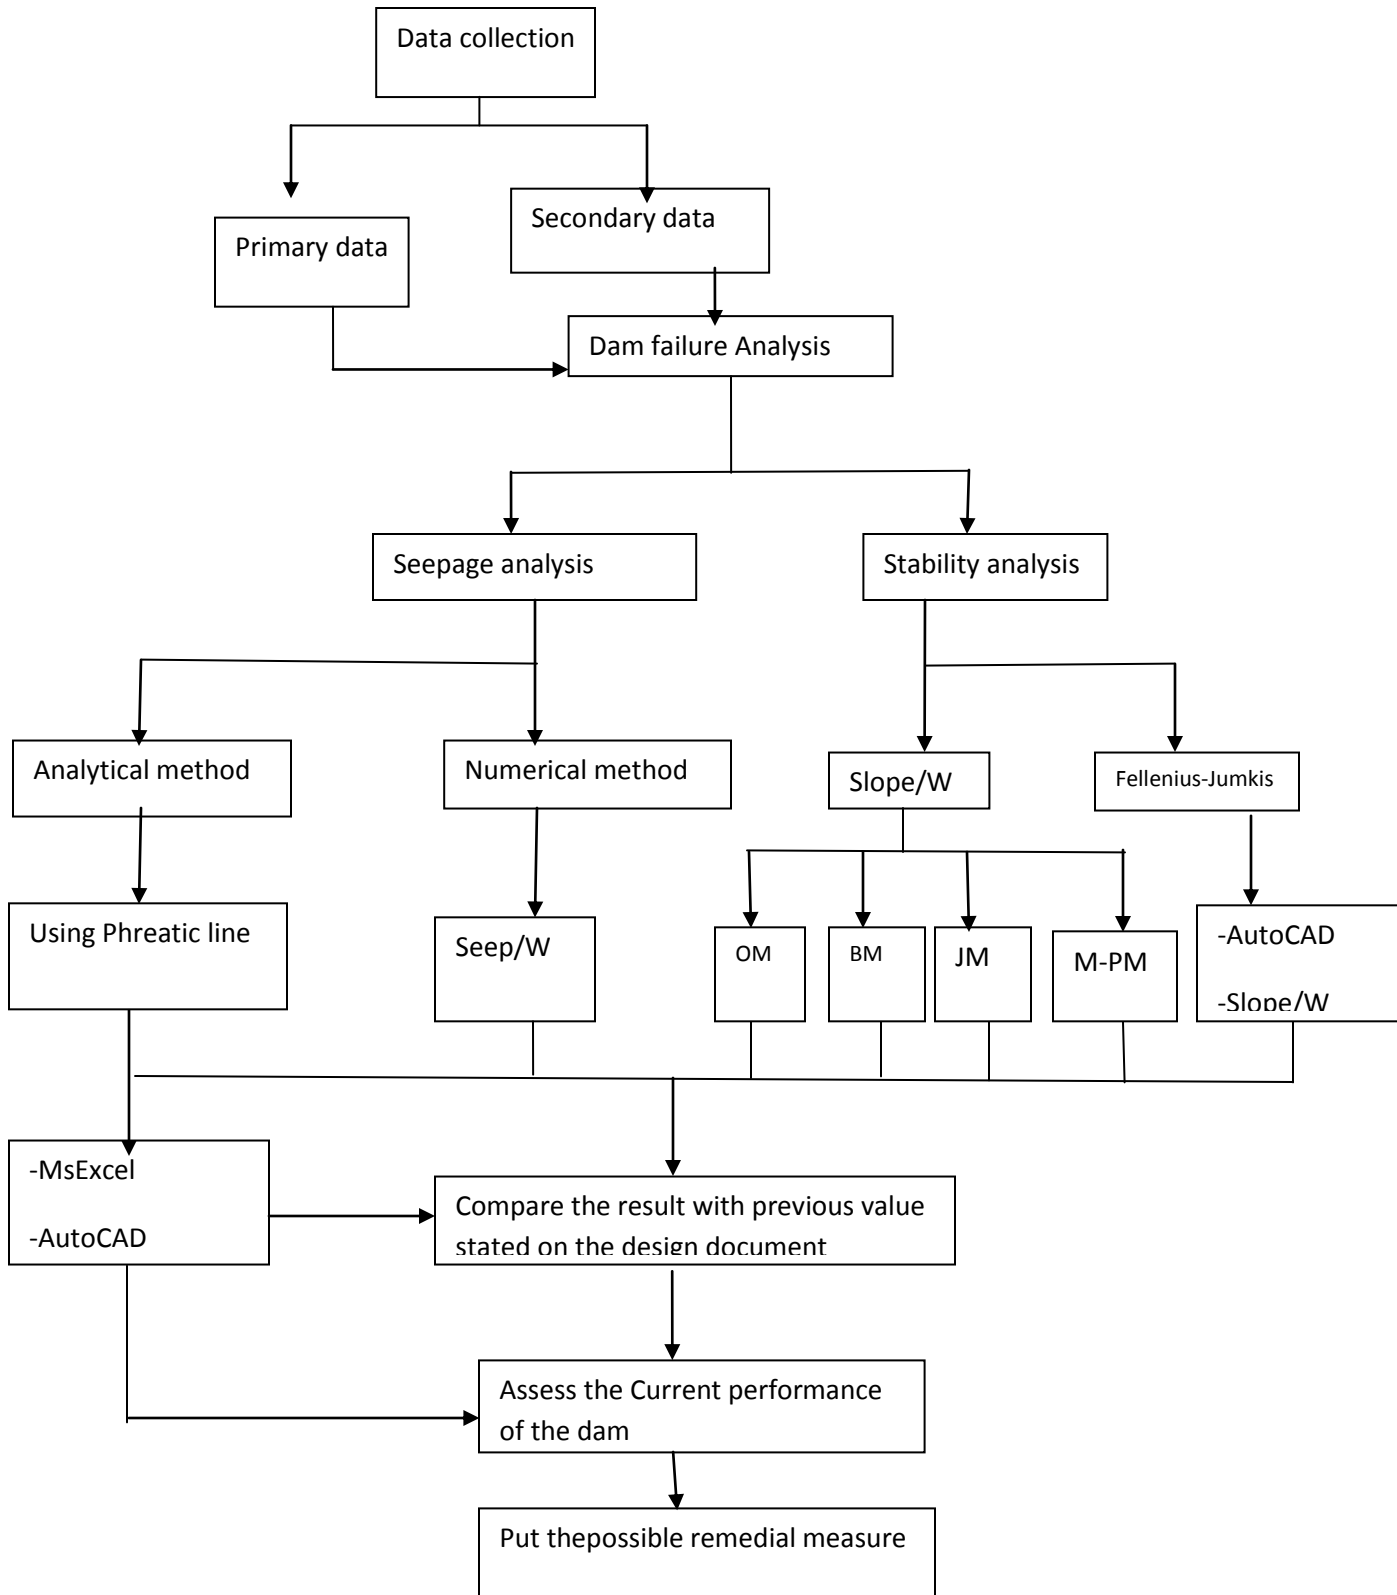 Data collection
Secondary data
Primary data
Dam failure Analysis
Seepage analysis
Stability analysis
Analytical method
Numerical method
Slope/W
Fellenius-Jumkis
Using Phreatic line
Seep/W
OM
BM
JM
M-PM
-AutoCAD
-Slope/W
-MsExcel
-AutoCAD
Compare the result with previous value
stated on the design document
Assess the Current performance
of the dam
Put thepossible remedial measure